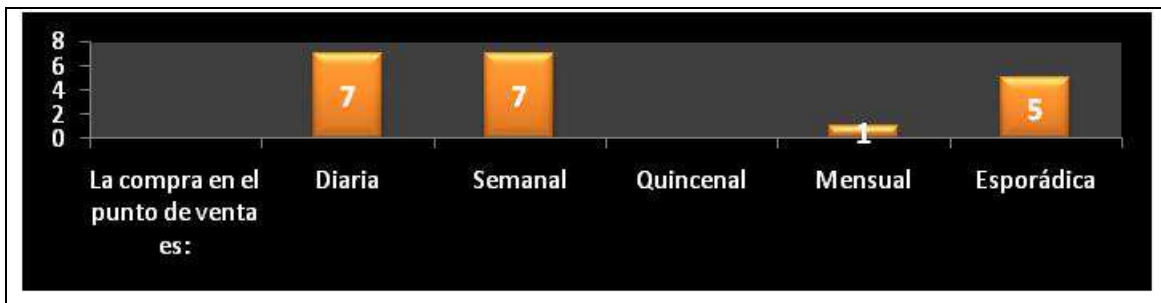 8
6
4
2
0
7
7
1
5
La compra en el
punto de venta
es:
Diaria
Semanal
Quincenal
Mensual
Esporádica